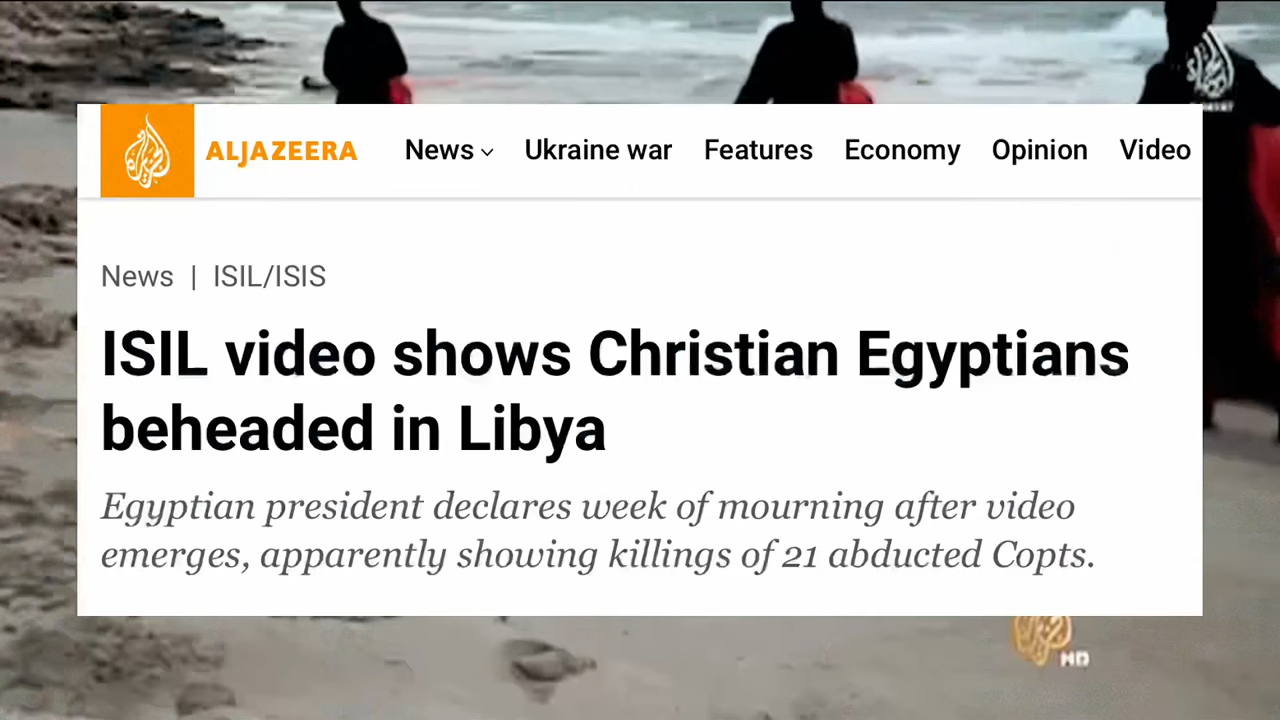 ALJAZEERA
News
Ukraine war
Features
Economy
Opinion
Video
News | ISIL/ISIS
ISIL video shows Christian Egyptians
beheaded in Libya
Egyptian president declares week of mourning after video
emerges, apparently showing killings of 21 abducted Copts.
HD